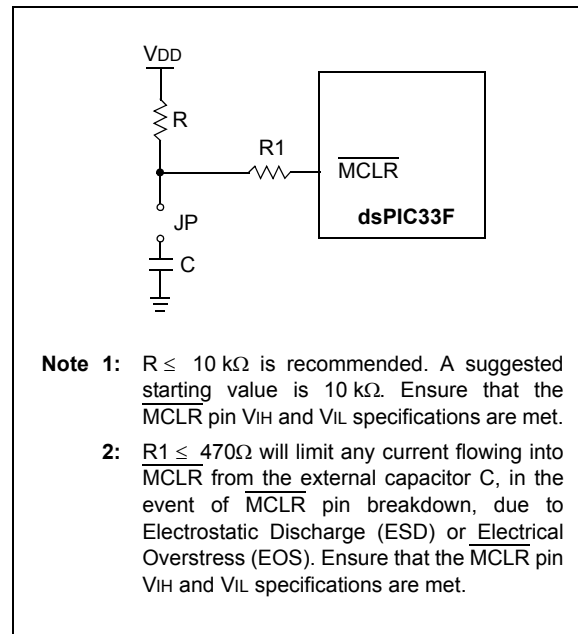 VDD
R
R1
MCLR
dsPIC33F
JP
C
Note 1: R ≤ 10 kΩ is recommended. A suggested
starting value is 10 kΩ. Ensure that the
MCLR pin VIH and VIL specifications are met.
2: R1 ≤ 470Ω will limit any current flowing into
MCLR from the external capacitor C, in the
event of MCLR pin breakdown, due to
Electrostatic Discharge (ESD) or Electrical
Overstress (EOS). Ensure that the MCLR pin
VIH and VIL specifications are met.